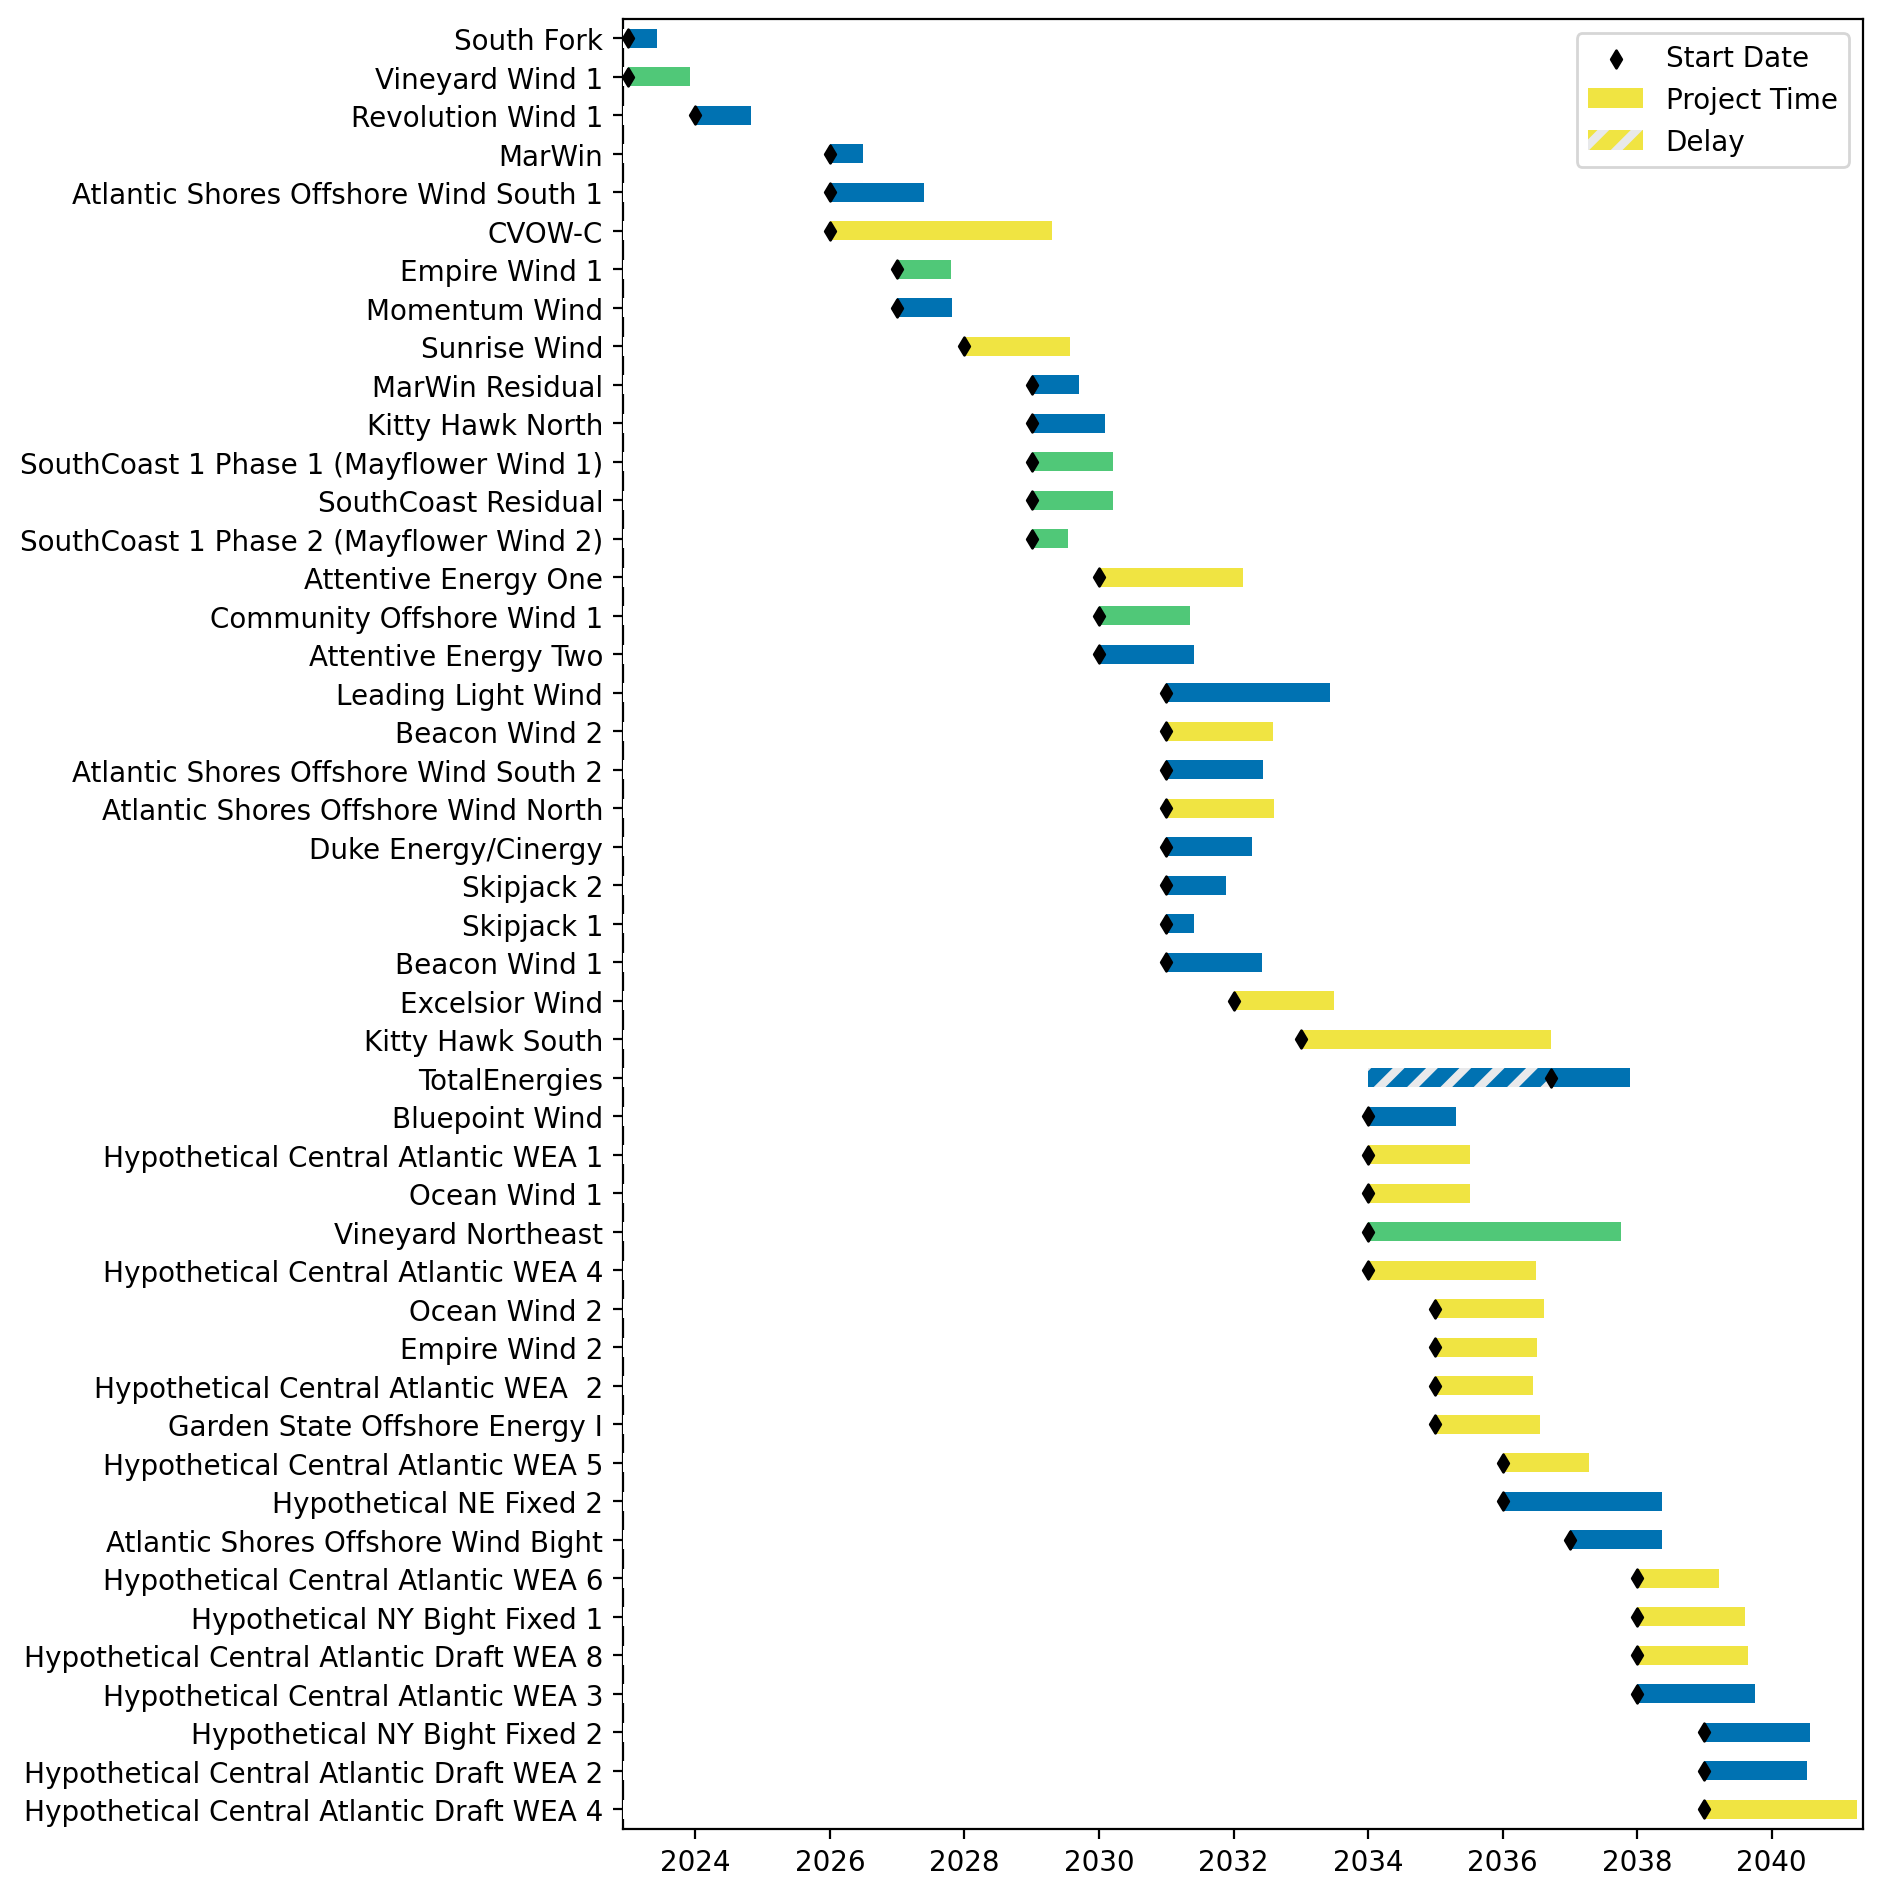 South Fork
Vineyard Wind 1
Revolution Wind 1
MarWin
Atlantic Shores Offshore Wind South 1
CVOW-C
Empire Wind 1
Momentum Wind
Sunrise Wind
MarWin Residual
Kitty Hawk North
SouthCoast 1 Phase 1 (Mayflower Wind 1)
SouthCoast Residual
SouthCoast 1 Phase 2 (Mayflower Wind 2)
Attentive Energy One
Community Offshore Wind 1
Attentive Energy Two
Leading Light Wind
Beacon Wind 2
Atlantic Shores Offshore Wind South 2
Atlantic Shores Offshore Wind North
Duke Energy/Cinergy
Skipjack 2
Skipjack 1
Beacon Wind 1
Excelsior Wind
Kitty Hawk South
TotalEnergies
Bluepoint Wind
Hypothetical Central Atlantic WEA 1
Ocean Wind 1
Vineyard Northeast
Hypothetical Central Atlantic WEA 4
Ocean Wind 2
Empire Wind 2
Hypothetical Central Atlantic WEA  2
Garden State Offshore Energy I
Hypothetical Central Atlantic WEA 5
Hypothetical NE Fixed 2
Atlantic Shores Offshore Wind Bight
Hypothetical Central Atlantic WEA 6
Hypothetical NY Bight Fixed 1
Hypothetical Central Atlantic Draft WEA 8
Hypothetical Central Atlantic WEA 3
Hypothetical NY Bight Fixed 2
Hypothetical Central Atlantic Draft WEA 2
Hypothetical Central Atlantic Draft WEA 4
Start Date
Project Time
Delay
2024 2026 2028 2030 2032 2034 2036 2038 2040